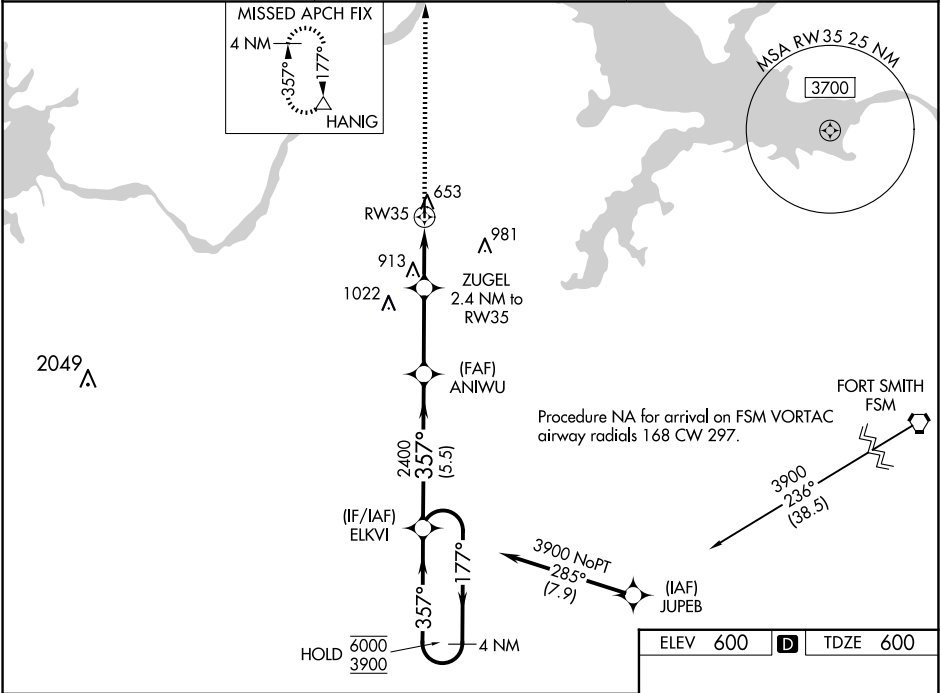 MISSED APCH FIX
4 NM
357°
177°
HANIG
MSA RW35 25 NM
3700
RW35
653
981
913
1022
ZUGEL
2.4 NM to
RW35
2049
(FAF)
ANIWU
FORT SMITH
FSM
Procedure NA for arrival on FSM VORTAC
airway radials 168 CW 297.
2400
357°
(5.5)
3900
236°
(38.5)
(IF/IAF)
ELKVI
177°
357°
3900 NoPT
285°
(7.9)
(IAF)
JUPEB
HOLD
6000
3900
4 NM
ELEV 600 D TDZE 600